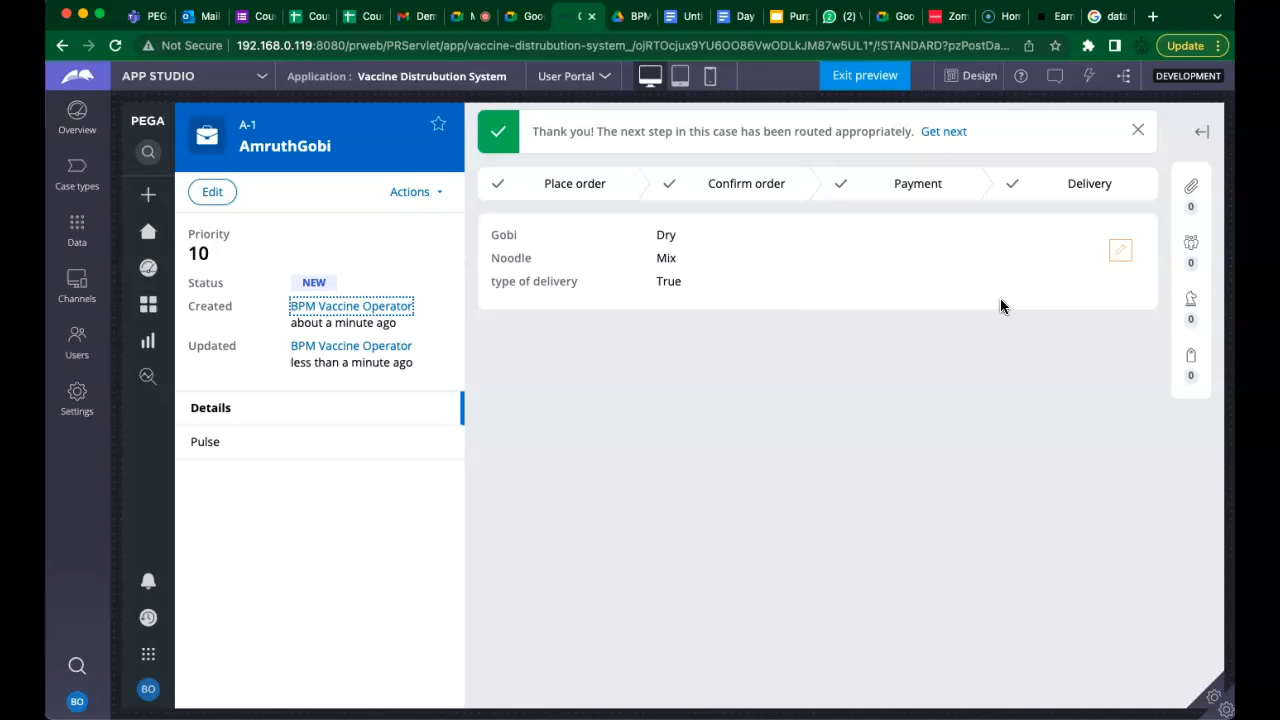 PEG
Mail
Cou
Cou
Cou
Dem
Goo
C
BPM
Unti
Day
Purp
(2)
Goo
Zom
Hom
Earn
data
Not Secure
192.168.0.119:8080/prweb/PRServlet/app/vaccine-distrubution-system_/ojRTOcjux9YU6OO86VwODLkJM87w5UL1*/!STANDARD?pzPostDa...
Update
APP STUDIO
Application : Vaccine Distrubution System
User Portal
Exit preview
Design
DEVELOPMENT
Overview
Case types
Data
Channels
Users
Settings
BO
PEGA
BO
A-1
AmruthGobi
Edit
Actions
Priority
10
Status NEW
Created BPM Vaccine Operator
about a minute ago
Updated BPM Vaccine Operator
less than a minute ago
Details
Pulse
Thank you! The next step in this case has been routed appropriately. Get next
Place order
Confirm order
Payment
Delivery
Gobi Dry
Noodle Mix
type of delivery True
0
0
0
0